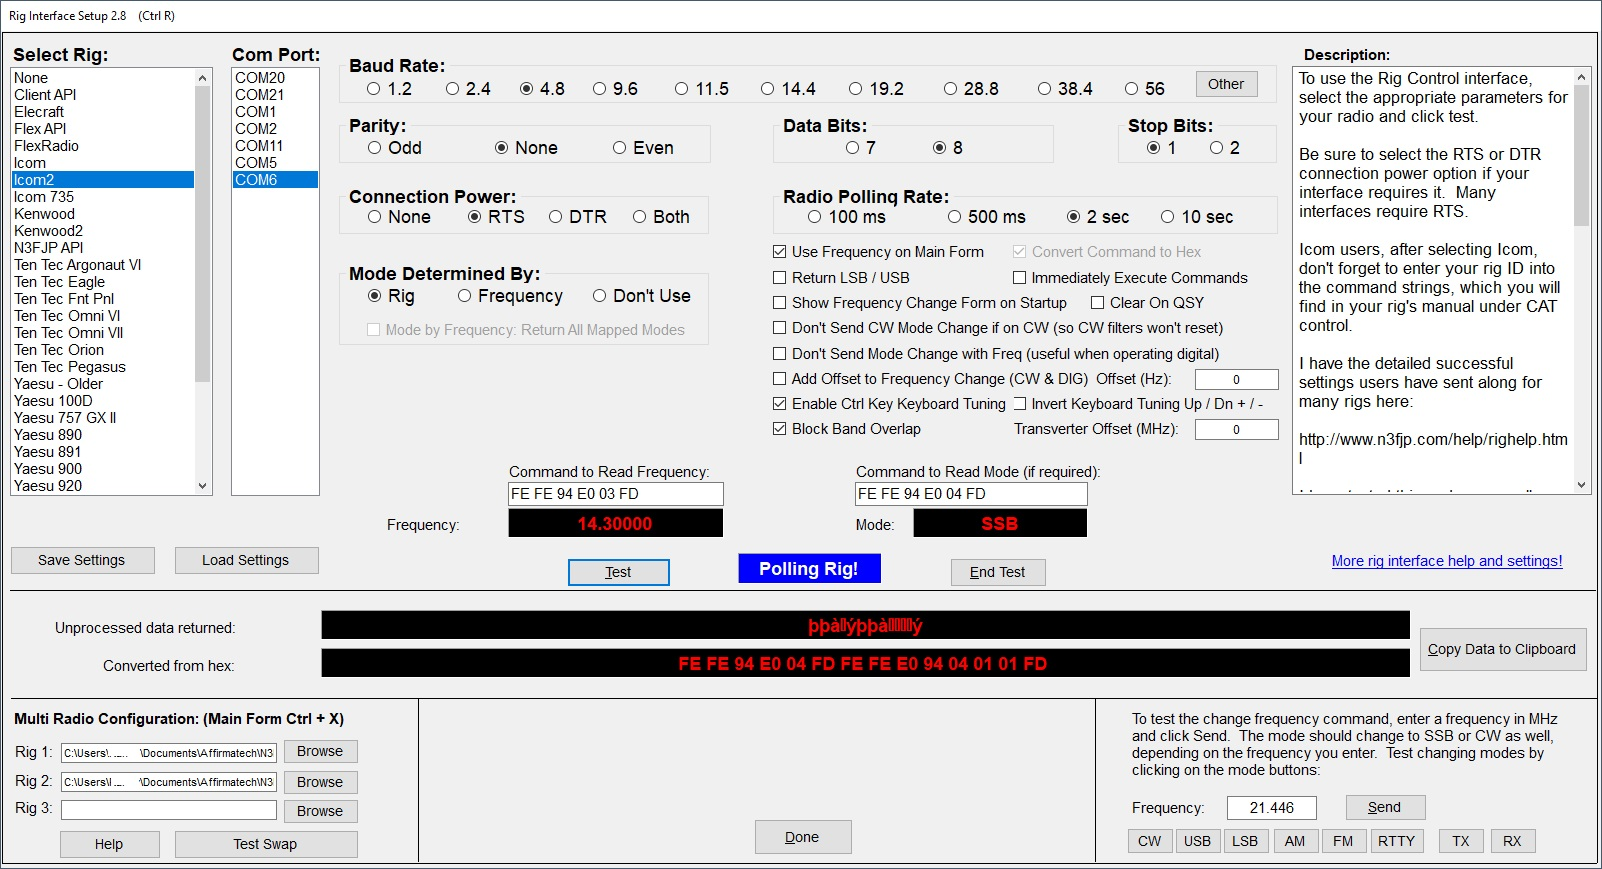 Rig Interface Setup 2.8    (Ctrl R)
Select Rig:
None
Client API
Elecraft
Flex API
FlexRadio
Icom
Icom2
Icom 735
Kenwood
Kenwood2
N3FJP API
Ten Tec Argonaut VI
Ten Tec Eagle
Ten Tec Fnt Pnl
Ten Tec Omni VI
Ten Tec Omni VII
Ten Tec Orion
Ten Tec Pegasus
Yaesu - Older
Yaesu 100D
Yaesu 757 GX II
Yaesu 890
Yaesu 891
Yaesu 900
Yaesu 920
Com Port:
COM20
COM21
COM1
COM2
COM11
COM5
COM6
Baud Rate:
1.2 2.4 4.8 9.6 11.5 14.4 19.2 28.8 38.4 56 Other
Parity:
Odd None Even
Data Bits:
7 8
Stop Bits:
1 2
Connection Power:
None RTS DTR Both
Radio Polling Rate:
100 ms 500 ms 2 sec 10 sec
Mode Determined By:
Rig Frequency Don't Use
Mode by Frequency: Return All Mapped Modes
Use Frequency on Main Form Convert Command to Hex
Return LSB / USB Immediately Execute Commands
Show Frequency Change Form on Startup Clear On QSY
Don't Send CW Mode Change if on CW (so CW filters won't reset)
Don't Send Mode Change with Freq (useful when operating digital)
Add Offset to Frequency Change (CW & DIG) Offset (Hz): 0
Enable Ctrl Key Keyboard Tuning Invert Keyboard Tuning Up / Dn + / -
Block Band Overlap Transverter Offset (MHz): 0
Command to Read Frequency:
FE FE 94 E0 03 FD
Frequency: 14.30000
Command to Read Mode (if required):
FE FE 94 E0 04 FD
Mode: SSB
Description:
To use the Rig Control interface,
select the appropriate parameters for
your radio and click test.
Be sure to select the RTS or DTR
connection power option if your
interface requires it.  Many
interfaces require RTS.
Icom users, after selecting Icom,
don't forget to enter your rig ID into
the command strings, which you will
find in your rig's manual under CAT
control.
I have the detailed successful
settings users have sent along for
many rigs here:
http://www.n3fjp.com/help/righelp.htm
l
Save Settings Load Settings
Test Polling Rig! End Test
More rig interface help and settings!
Unprocessed data returned: þþàýþþàý
Converted from hex: FE FE 94 E0 04 FD FE FE E0 94 04 01 01 FD
Copy Data to Clipboard
Multi Radio Configuration: (Main Form Ctrl + X)
Rig 1: C:\Users\ \Documents\Affirmatech\N3 Browse
Rig 2: C:\Users\ \Documents\Affirmatech\N3 Browse
Rig 3: Browse
Help Test Swap
Done
To test the change frequency command, enter a frequency in MHz
and click Send.  The mode should change to SSB or CW as well,
depending on the frequency you enter.  Test changing modes by
clicking on the mode buttons:
Frequency: 21.446 Send
CW USB LSB AM FM RTTY TX RX